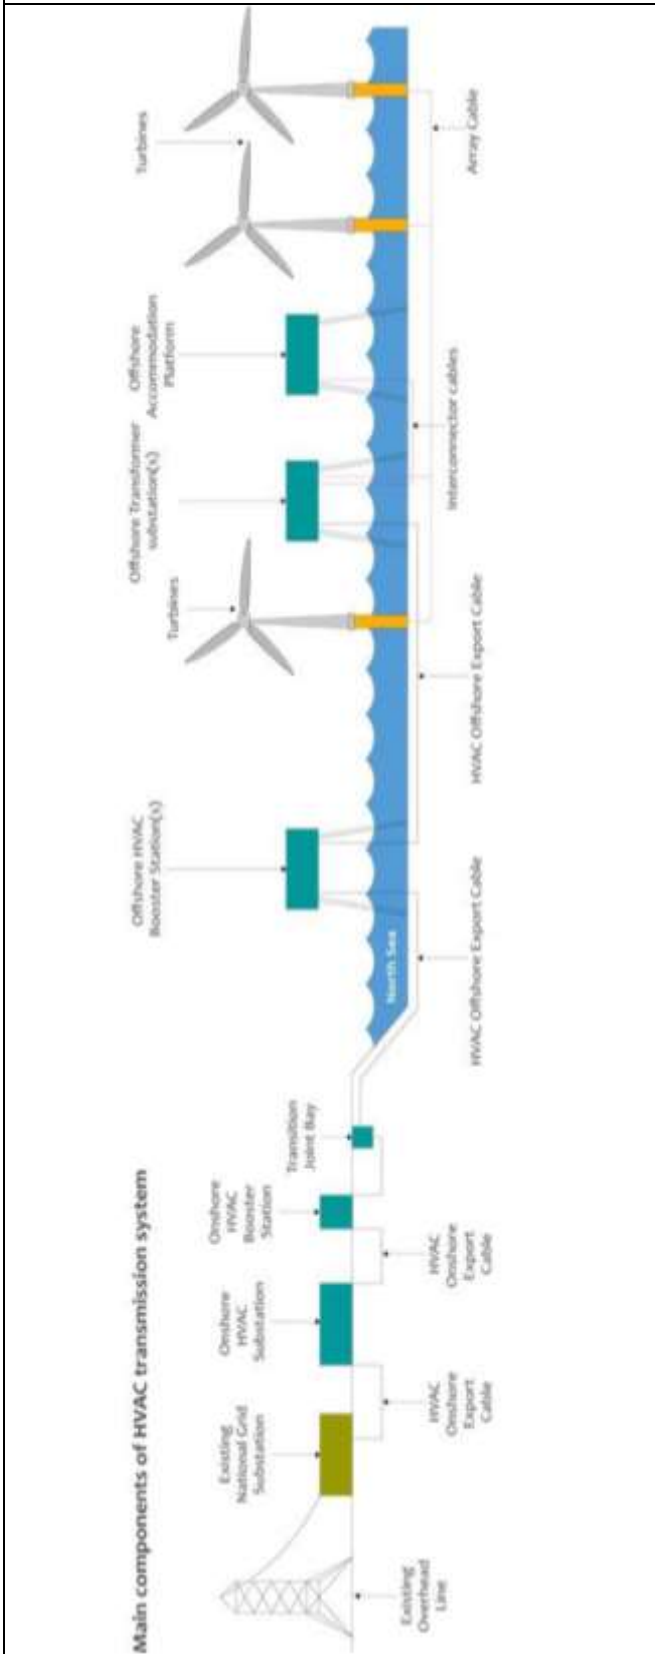 Main components of HVAC transmission system
Existing
Overhead
Line
Existing
National Grid
Substation
HVAC
Onshore
Export
Cable
Onshore
HVAC
Substation
HVAC
Onshore
Export
Cable
Onshore
HVAC
Booster
Station
Transition
Joint Bay
North Sea
HVAC Offshore Export Cable
Offshore HVAC
Booster Station(s)
HVAC Offshore Export Cable
Turbines
Offshore Transformer
substation(s)
Interconnector cables
Offshore
Accommodation
Platform
Turbines
Array Cable